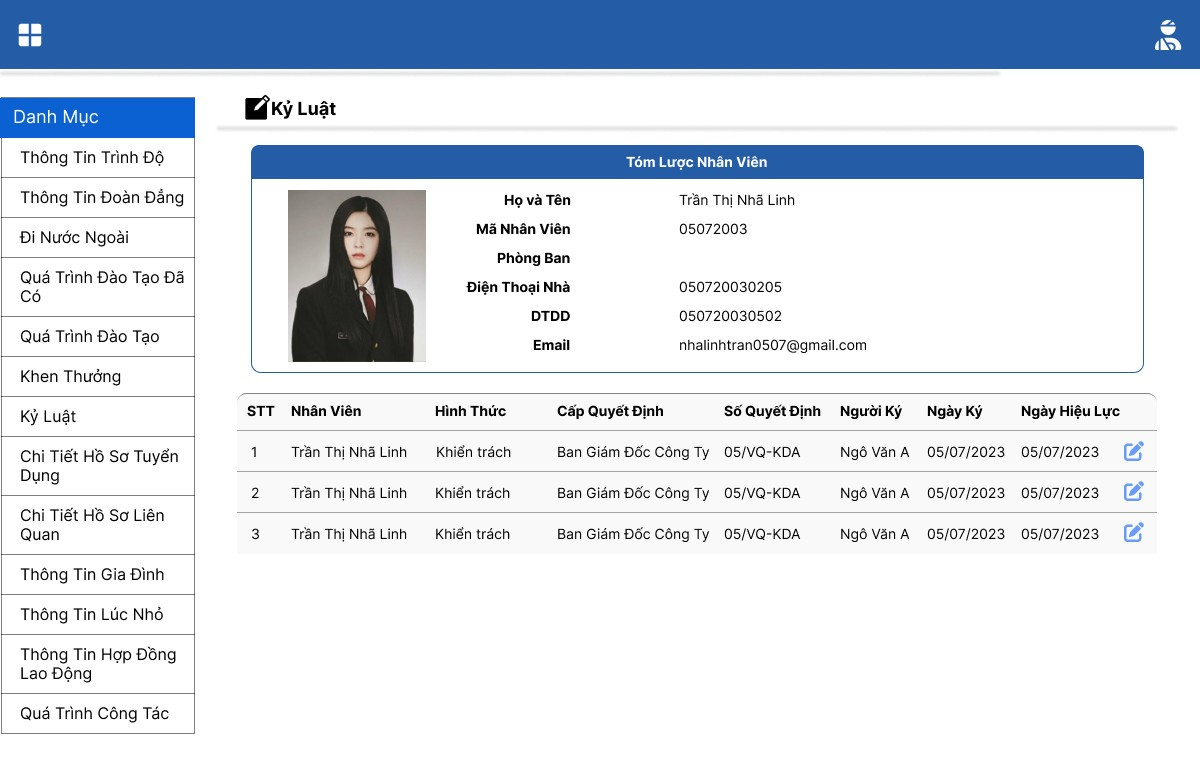 Kỷ Luật
Danh Mục
Thông Tin Trình Độ
Thông Tin Đoàn Đẳng
Đi Nước Ngoài
Quá Trình Đào Tạo Đã
Có
Quá Trình Đào Tạo
Khen Thưởng
Kỷ Luật
Chi Tiết Hồ Sơ Tuyển
Dụng
Chi Tiết Hồ Sơ Liên
Quan
Thông Tin Gia Đình
Thông Tin Lúc Nhỏ
Thông Tin Hợp Đồng
Lao Động
Quá Trình Công Tác
Tóm Lược Nhân Viên
Họ và Tên Trần Thị Nhã Linh
Mã Nhân Viên 05072003
Phòng Ban
Điện Thoại Nhà 050720030205
DTDD 050720030502
Email nhalinhtran0507@gmail.com
STT Nhân Viên Hình Thức Cấp Quyết Định Số Quyết Định Người Ký Ngày Ký Ngày Hiệu Lực
1 Trần Thị Nhã Linh Khiển trách Ban Giám Đốc Công Ty 05/VQ-KDA Ngô Văn A 05/07/2023 05/07/2023
2 Trần Thị Nhã Linh Khiển trách Ban Giám Đốc Công Ty 05/VQ-KDA Ngô Văn A 05/07/2023 05/07/2023
3 Trần Thị Nhã Linh Khiển trách Ban Giám Đốc Công Ty 05/VQ-KDA Ngô Văn A 05/07/2023 05/07/2023